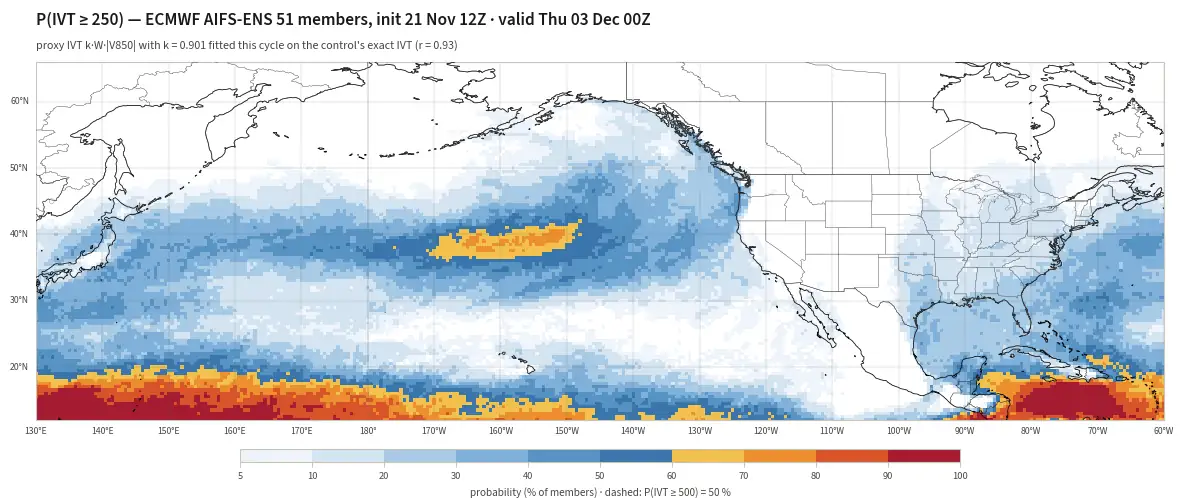 P(IVT ≥ 250) — ECMWF AIFS-ENS 51 members, init 21 Nov 12Z · valid Thu 03 Dec 00Z
proxy IVT k·W·|V850| with k = 0.901 fitted this cycle on the control's exact IVT (r = 0.93)
60°N
50°N
40°N
30°N
20°N
130°E 140°E 150°E 160°E 170°E 180° 170°W 160°W 150°W 140°W 130°W 120°W 110°W 100°W 90°W 80°W 70°W 60°W
5 10 20 30 40 50 60 70 80 90 100
probability (% of members) · dashed: P(IVT ≥ 500) = 50 %